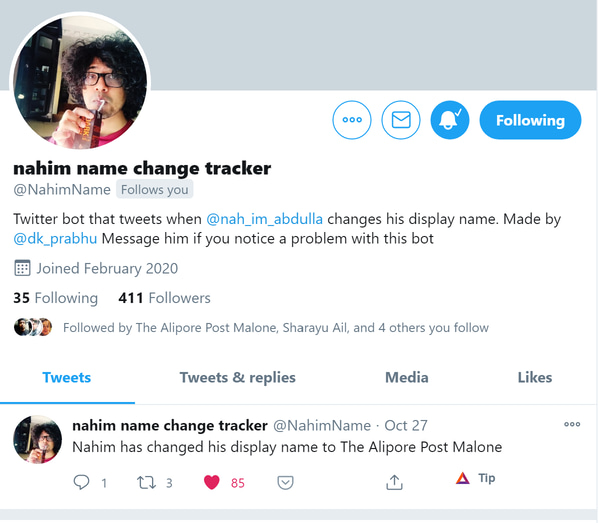 Following
nahim name change tracker
@NahimName Follows you
Twitter bot that tweets when @nah_im_abdulla changes his display name. Made by
@dk_prabhu Message him if you notice a problem with this bot
Joined February 2020
35 Following 411 Followers
Followed by The Alipore Post Malone, Sharayu Ail, and 4 others you follow
Tweets Tweets & replies Media Likes
nahim name change tracker @NahimName · Oct 27
Nahim has changed his display name to The Alipore Post Malone
1 3 85 Tip